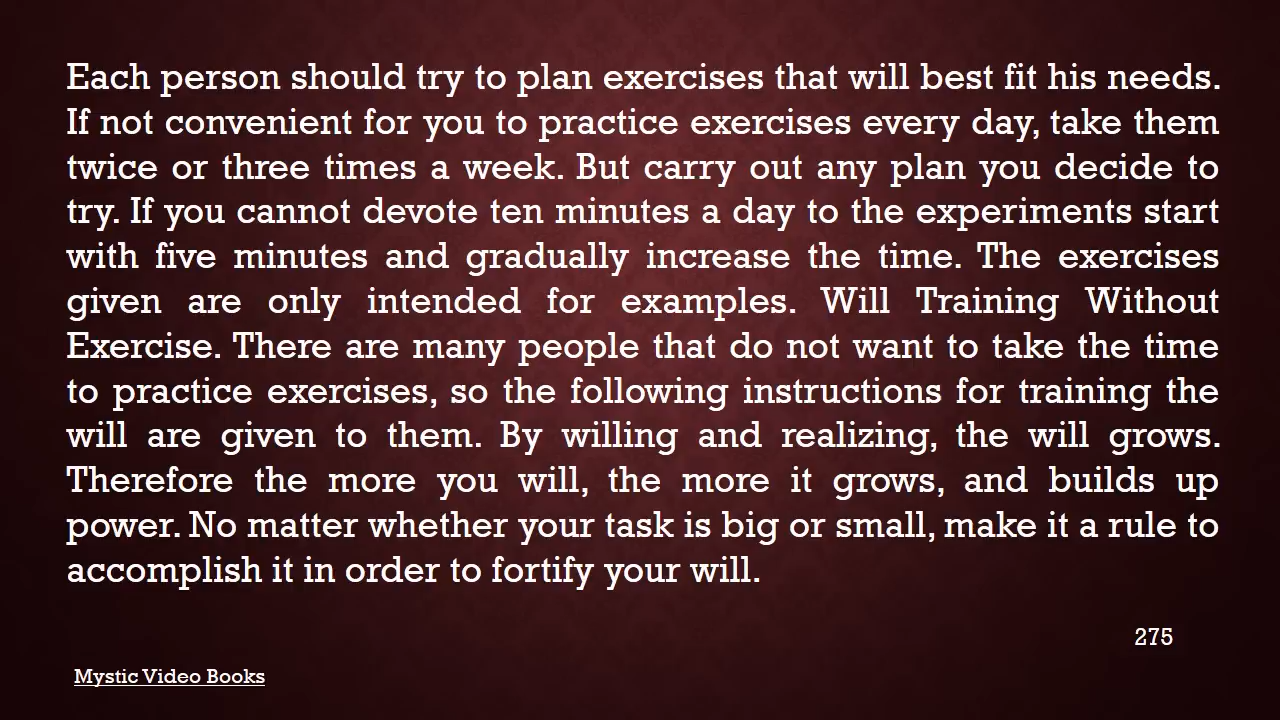 Each person should try to plan exercises that will best fit his needs.
If not convenient for you to practice exercises every day, take them
twice or three times a week. But carry out any plan you decide to
try. If you cannot devote ten minutes a day to the experiments start
with five minutes and gradually increase the time. The exercises
given are only intended for examples. Will Training Without
Exercise. There are many people that do not want to take the time
to practice exercises, so the following instructions for training the
will are given to them. By willing and realizing, the will grows.
Therefore the more you will, the more it grows, and builds up
power. No matter whether your task is big or small, make it a rule to
accomplish it in order to fortify your will.
275
Mystic Video Books